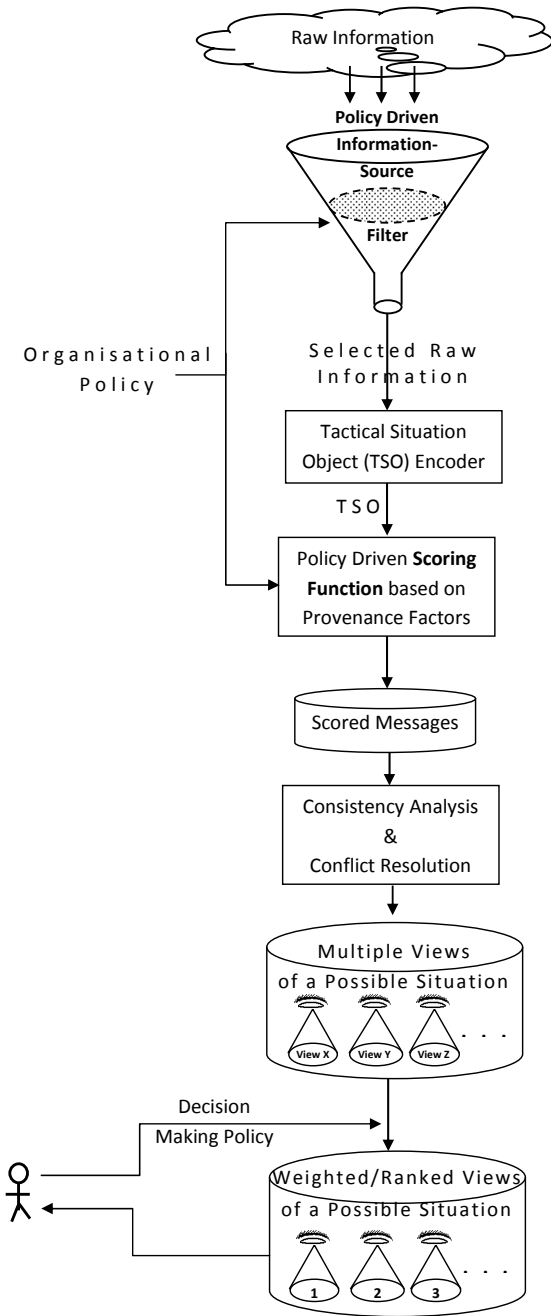 Raw Information
Policy Driven
Information-
Source
Filter
Organisational
Policy
Selected Raw
Information
Tactical Situation
Object (TSO) Encoder
TSO
Policy Driven Scoring
Function based on
Provenance Factors
Scored Messages
Consistency Analysis
&
Conflict Resolution
Multiple Views
of a Possible Situation
View X View Y View Z . . .
Decision
Making Policy
Weighted/Ranked Views
of a Possible Situation
1 2 3 . . .